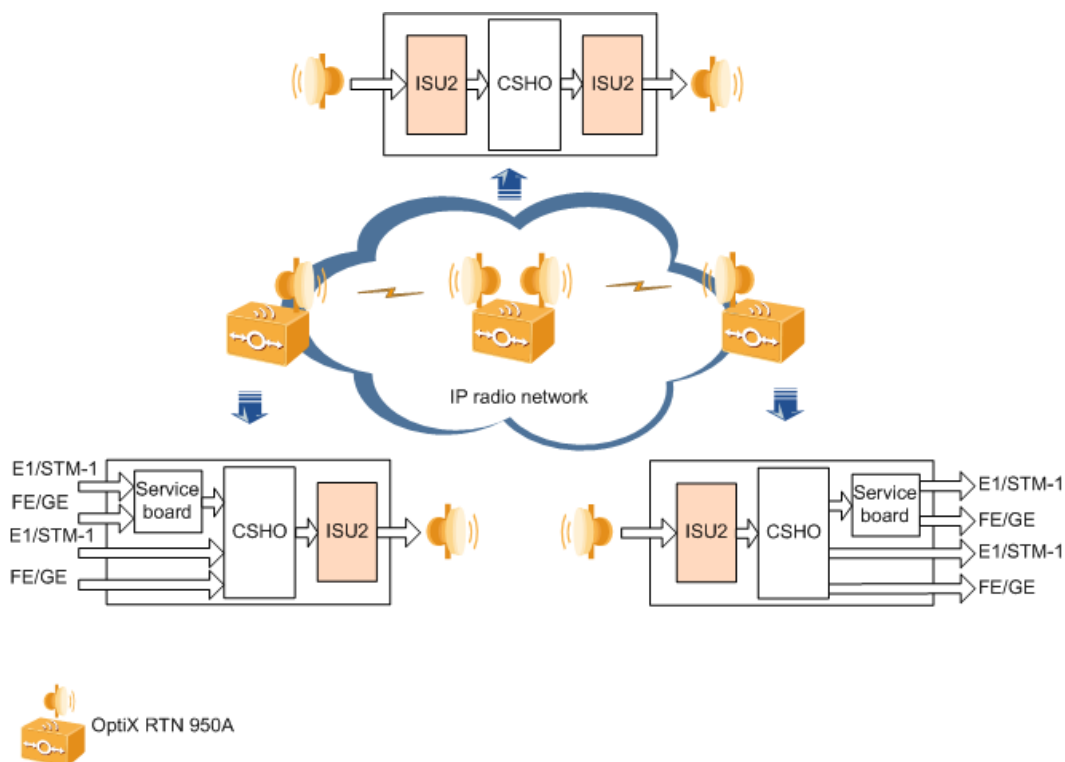 ISU2
CSHO
ISU2
IP radio network
E1/STM-1
FE/GE
E1/STM-1
FE/GE
Service
board
CSHO
ISU2
ISU2
CSHO
Service
board
E1/STM-1
FE/GE
E1/STM-1
FE/GE
OptiX RTN 950A